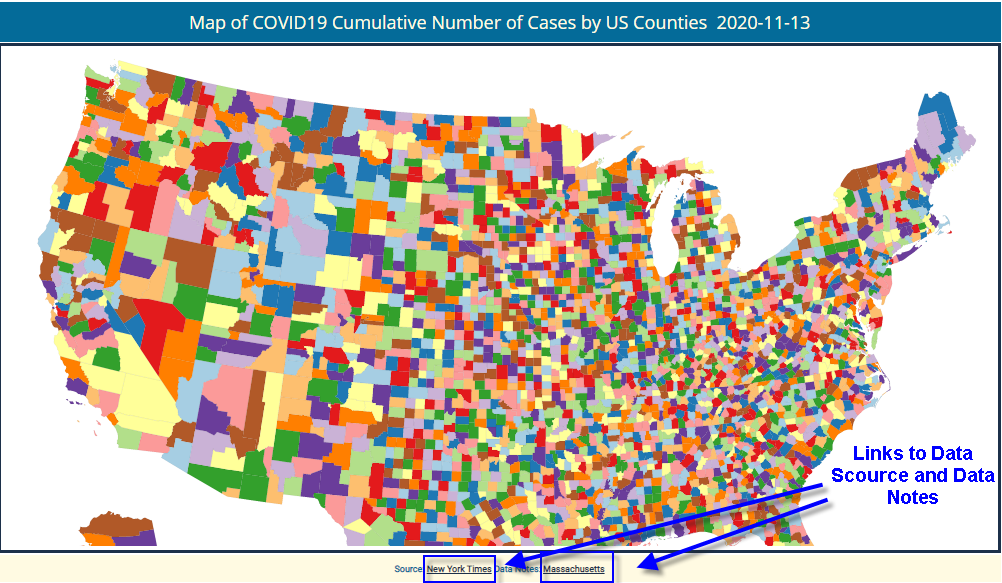 Map of COVID19 Cumulative Number of Cases by US Counties 2020-11-13
Links to Data
Scource and Data
Notes
Source: New York Times Data Notes: Massachusetts